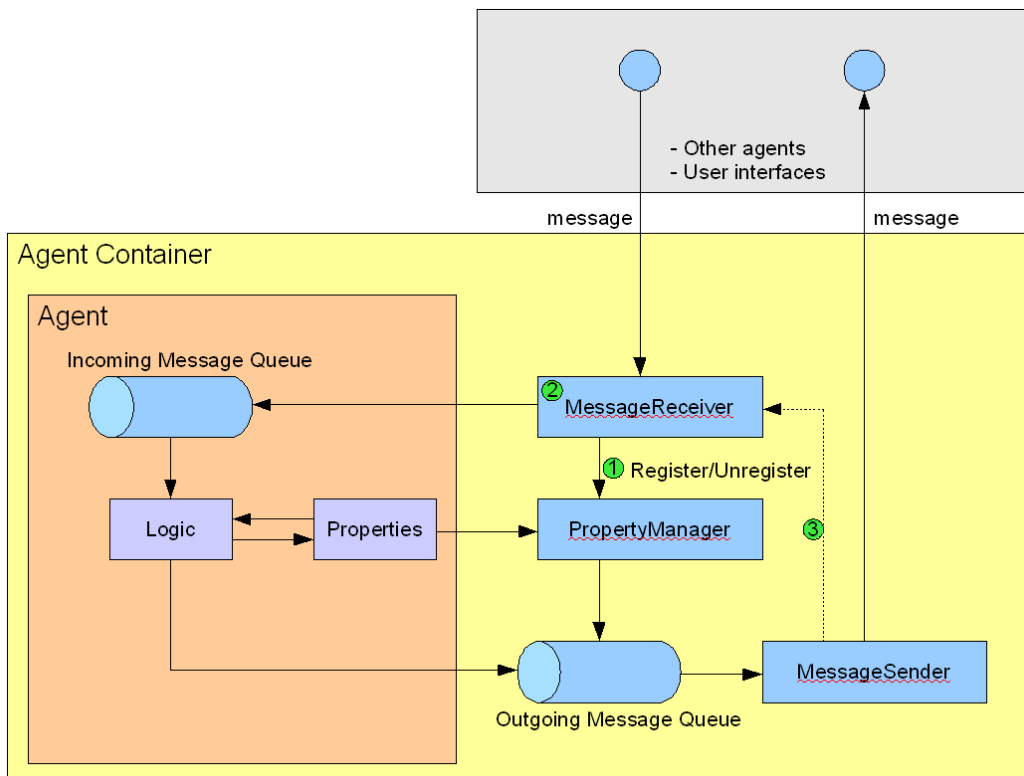 - Other agents
- User interfaces
message
message
Agent Container
Agent
Incoming Message Queue
2
MessageReceiver
1
Register/Unregister
Logic
Properties
PropertyManager
3
MessageSender
Outgoing Message Queue